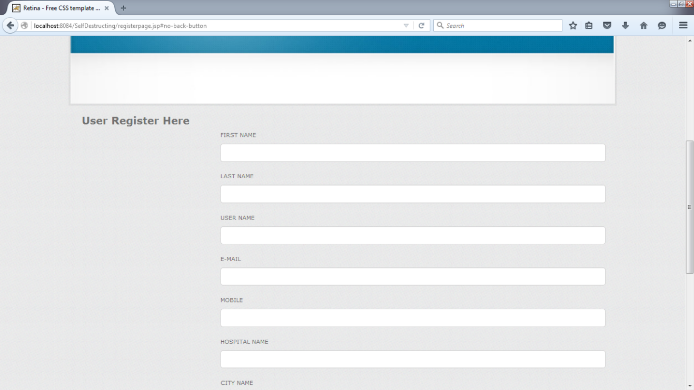 Retina - Free CSS template ...
localhost:8084/SelfDestructing/registerpage.jsp#no-back-button
Search
User Register Here
FIRST NAME
LAST NAME
USER NAME
E-MAIL
MOBILE
HOSPITAL NAME
CITY NAME